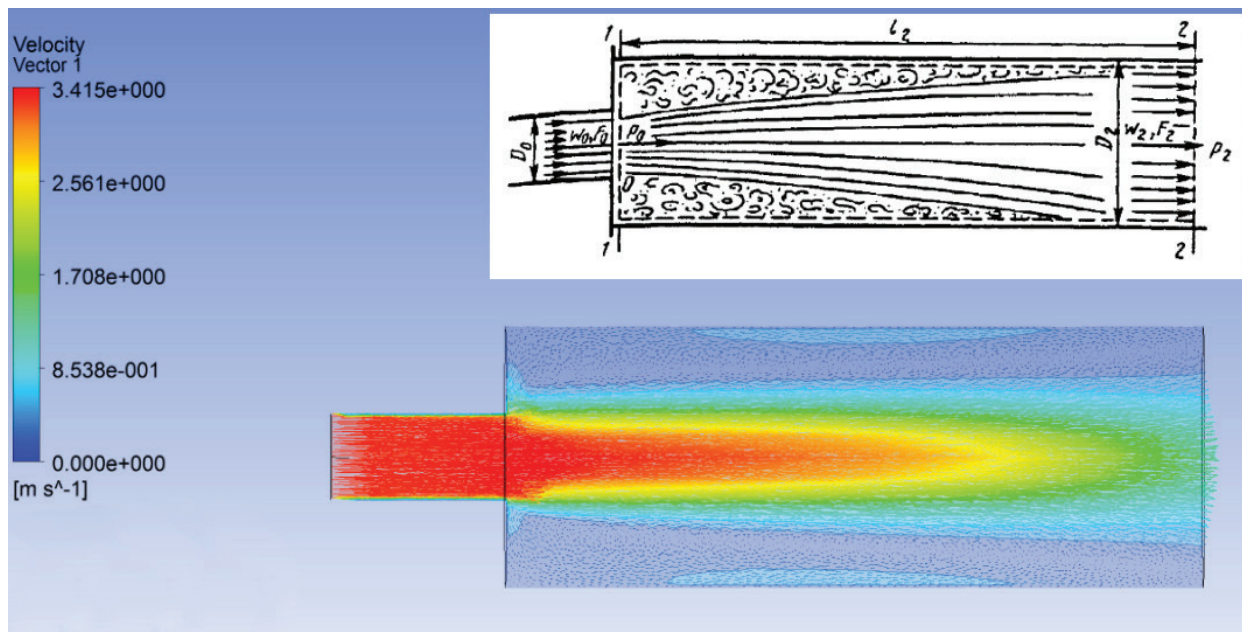 Velocity
Vector 1
3.415e+000
2.561e+000
1.708e+000
8.538e-001
0.000e+000
[m s^-1]
1 2
l₂
D₀ w₀,F₀ p₀ D₂ w₂,F₂ p₂
0
1 2